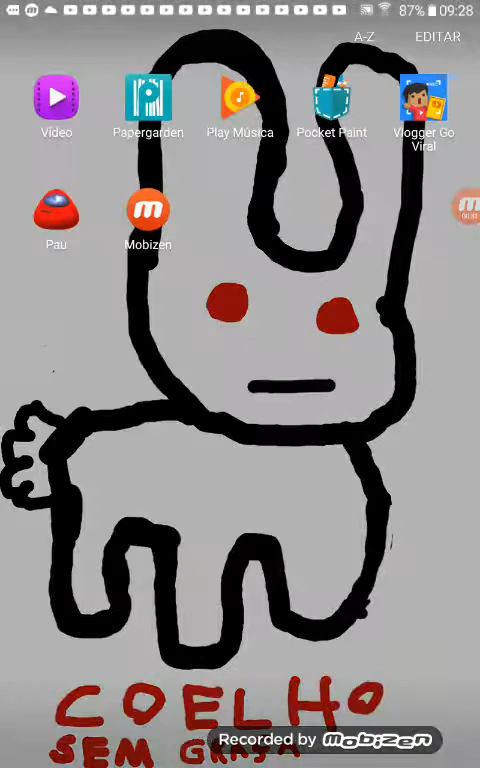 87% 09:28
A-Z EDITAR
Vídeo Papergarden Play Música Pocket Paint Vlogger Go Viral
Pau Mobizen
COELHO
SEM GRAÇA
Recorded by mobizen